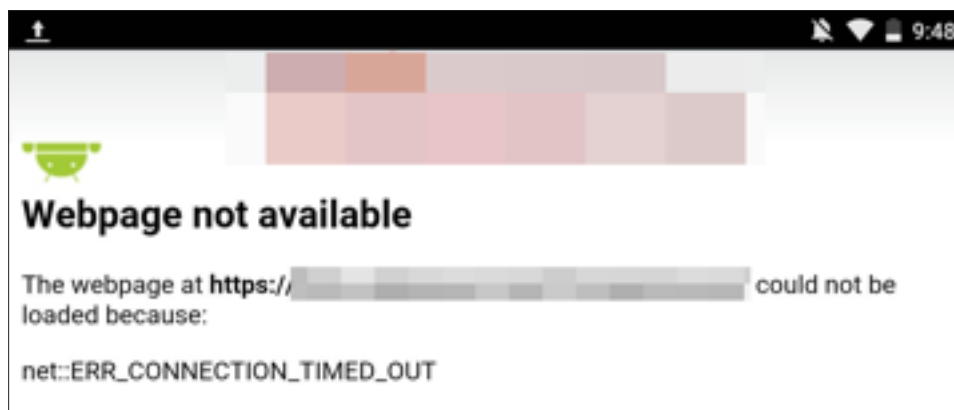 9:48
Webpage not available
The webpage at https:// could not be
loaded because:
net::ERR_CONNECTION_TIMED_OUT